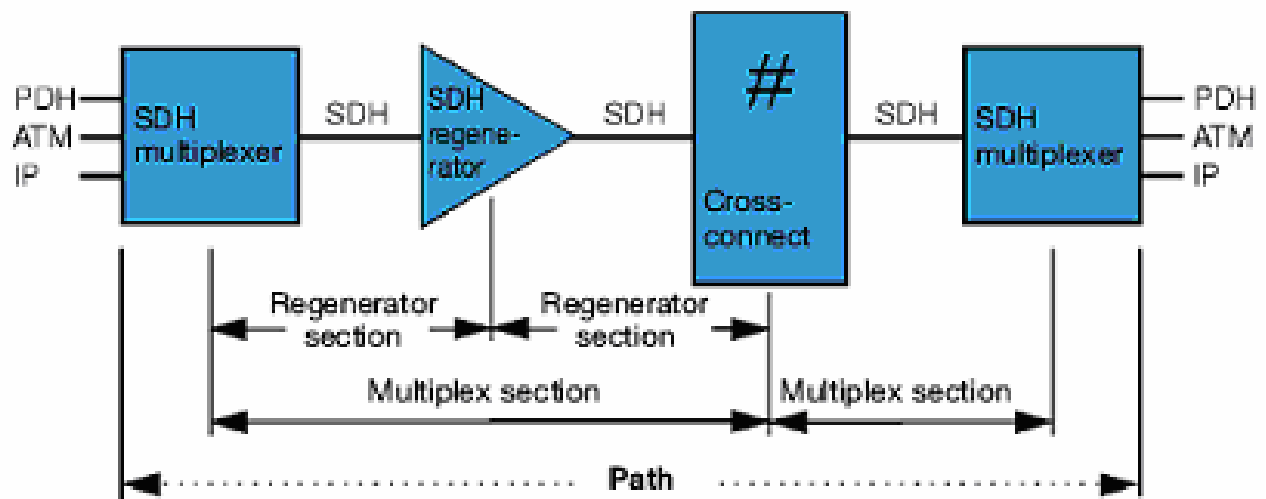 PDH
ATM
IP
SDH
multiplexer
SDH
SDH
regene-
rator
SDH
#
Cross-
connect
SDH
SDH
multiplexer
PDH
ATM
IP
Regenerator
section
Regenerator
section
Multiplex section
Multiplex section
Path